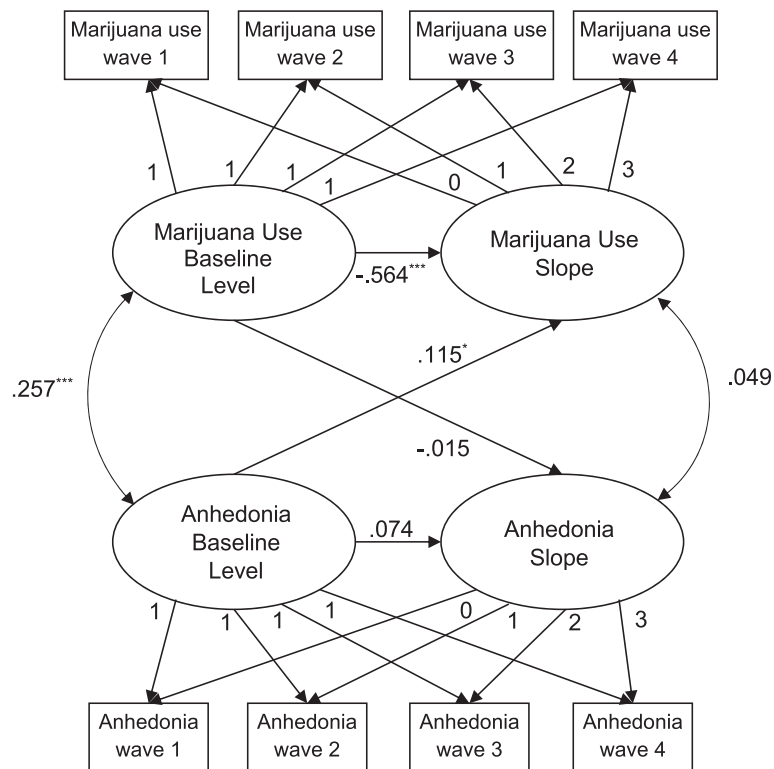 Marijuana use
wave 1
Marijuana use
wave 2
Marijuana use
wave 3
Marijuana use
wave 4
1
1
1
1
0
1
2
3
Marijuana Use
Baseline
Level
-.564***
Marijuana Use
Slope
.257***
.115*
-.015
.049
Anhedonia
Baseline
Level
.074
Anhedonia
Slope
1
1
1
1
0
1
2
3
Anhedonia
wave 1
Anhedonia
wave 2
Anhedonia
wave 3
Anhedonia
wave 4